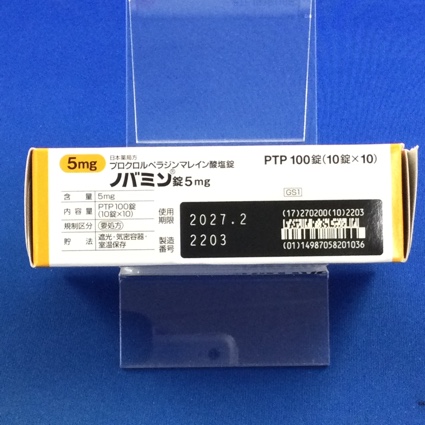 5mg
日本薬局方
プロクロルペラジンマレイン酸塩錠
ノバミン®錠5mg
PTP 100錠(10錠×10)
含量 5mg
内容量 PTP100錠
(10錠×10)
規制区分 要処方
貯法 遮光・気密容器・
室温保存
使用
期限
2027.2
製造
番号
2203
GS1
(17)270200(10)2203
(01)14987058201036